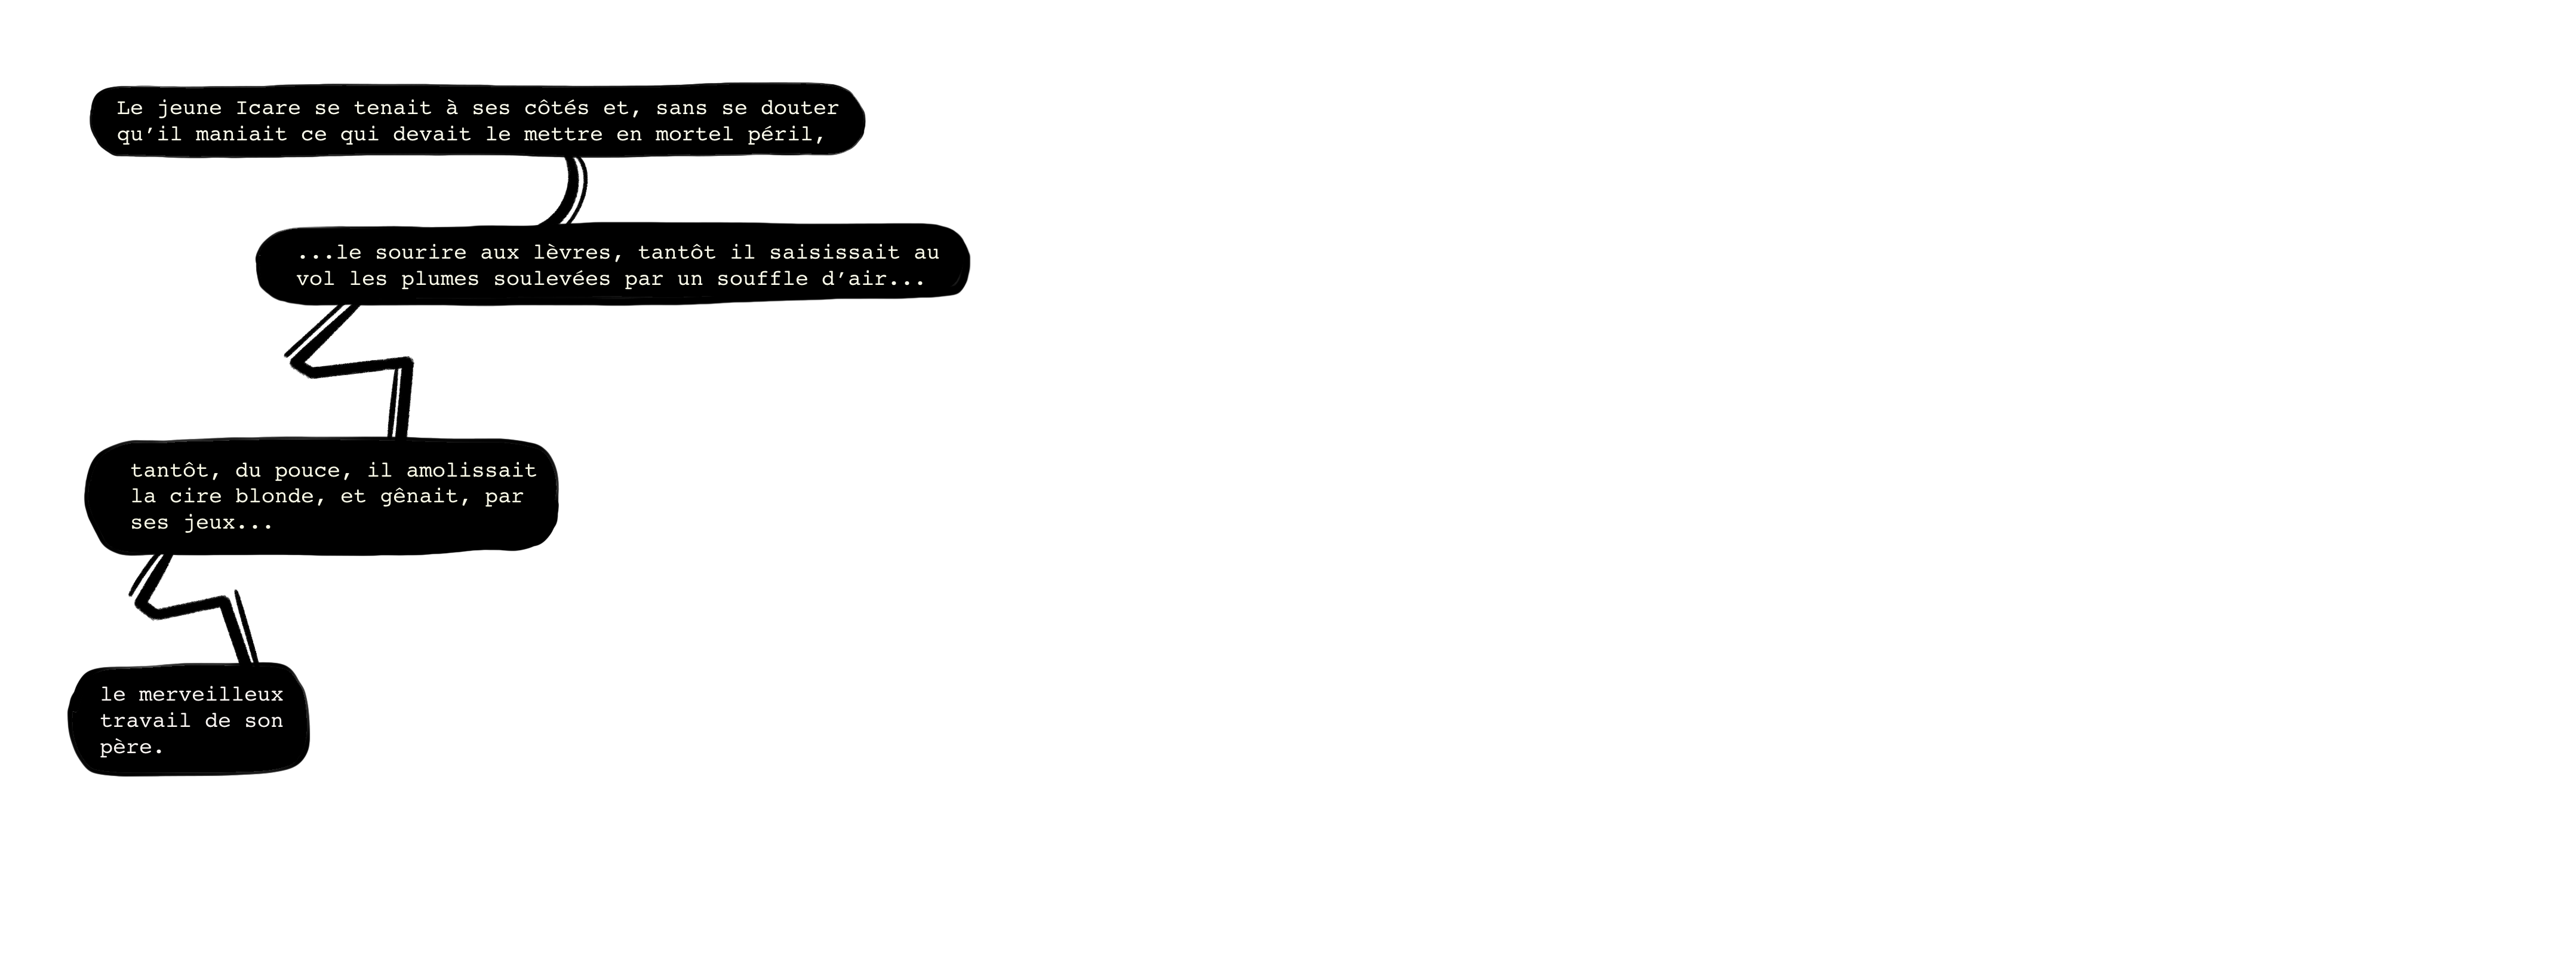 Le jeune Icare se tenait à ses côtés et, sans se douter
qu’il maniait ce qui devait le mettre en mortel péril,
...le sourire aux lèvres, tantôt il saisissait au
vol les plumes soulevées par un souffle d’air...
tantôt, du pouce, il amolissait
la cire blonde, et gênait, par
ses jeux...
le merveilleux
travail de son
père.